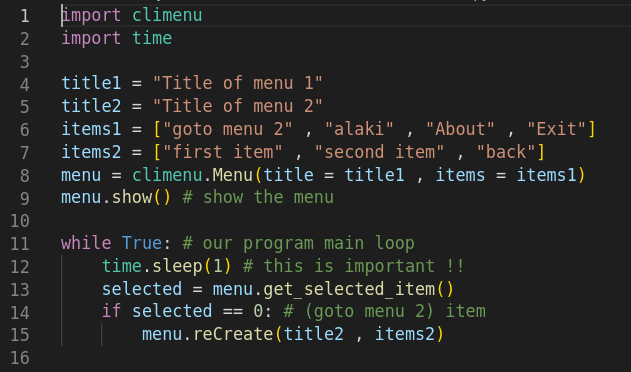 1 import climenu
2 import time
3
4 title1 = "Title of menu 1"
5 title2 = "Title of menu 2"
6 items1 = ["goto menu 2" , "alaki" , "About" , "Exit"]
7 items2 = ["first item" , "second item" , "back"]
8 menu = climenu.Menu(title = title1 , items = items1)
9 menu.show() # show the menu
10
11 while True: # our program main loop
12     time.sleep(1) # this is important !!
13     selected = menu.get_selected_item()
14     if selected == 0: # (goto menu 2) item
15         menu.reCreate(title2 , items2)
16